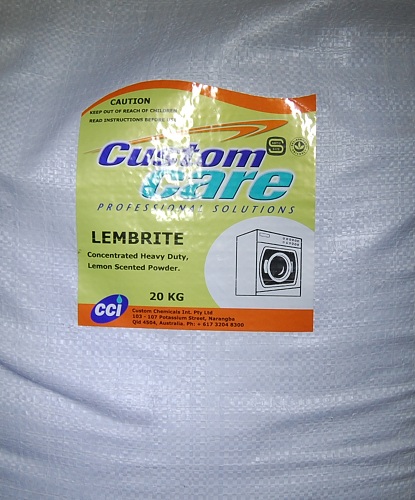 CAUTION
KEEP OUT OF REACH OF CHILDREN
READ INSTRUCTIONS BEFORE USE
Custom
S
Care
PROFESSIONAL SOLUTIONS
LEMBRITE
Concentrated Heavy Duty,
Lemon Scented Powder.
20 KG
CCI
Custom Chemicals Int. Pty Ltd
103 - 107 Potassium Street, Narangba
Qld 4504, Australia. Ph: + 617 3204 8300